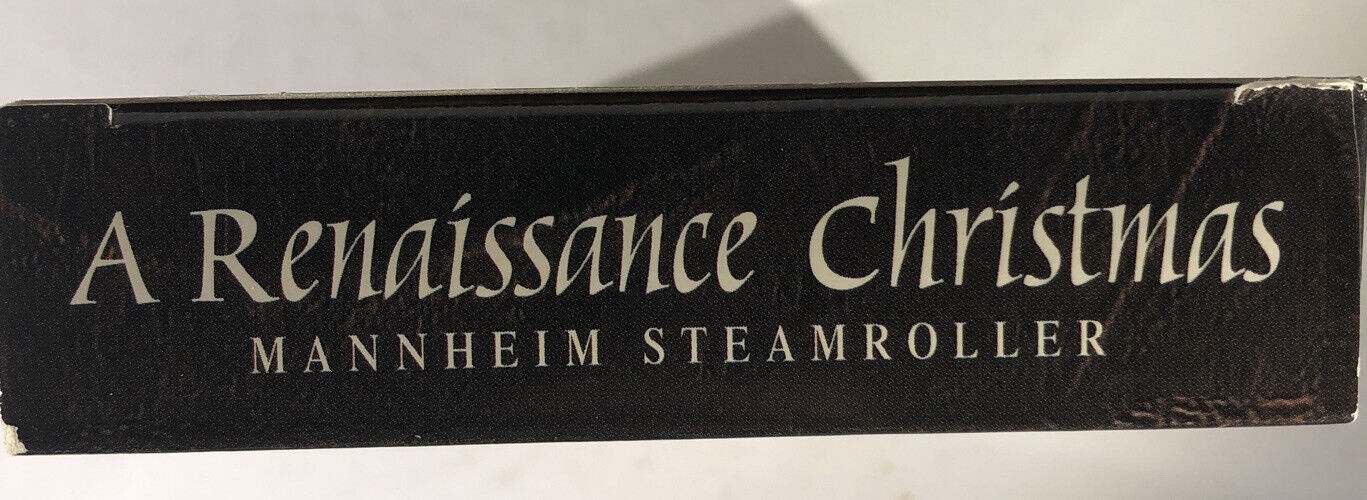 A Renaissance Christmas
MANNHEIM STEAMROLLER